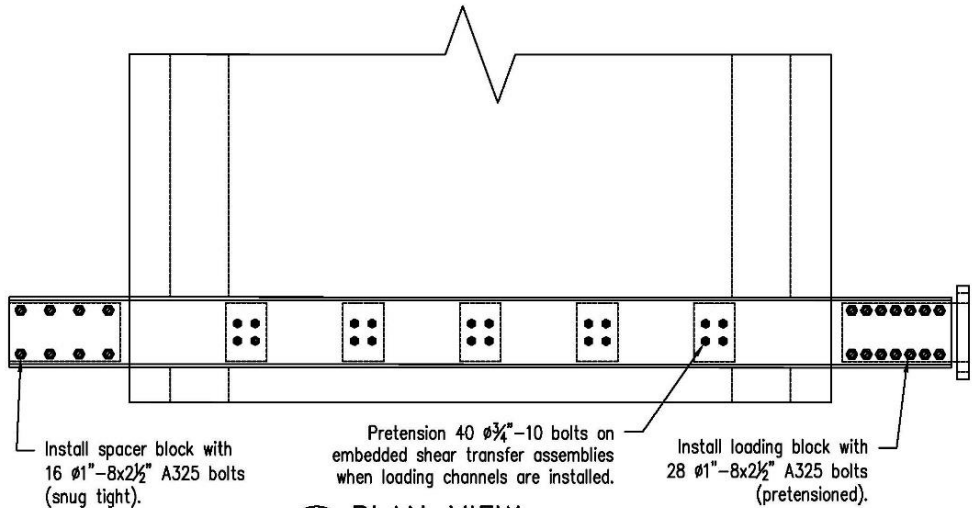 Install spacer block with
16 ø1"–8x2½" A325 bolts
(snug tight).
Pretension 40 ø¾"–10 bolts on
embedded shear transfer assemblies
when loading channels are installed.
Install loading block with
28 ø1"–8x2½" A325 bolts
(pretensioned).